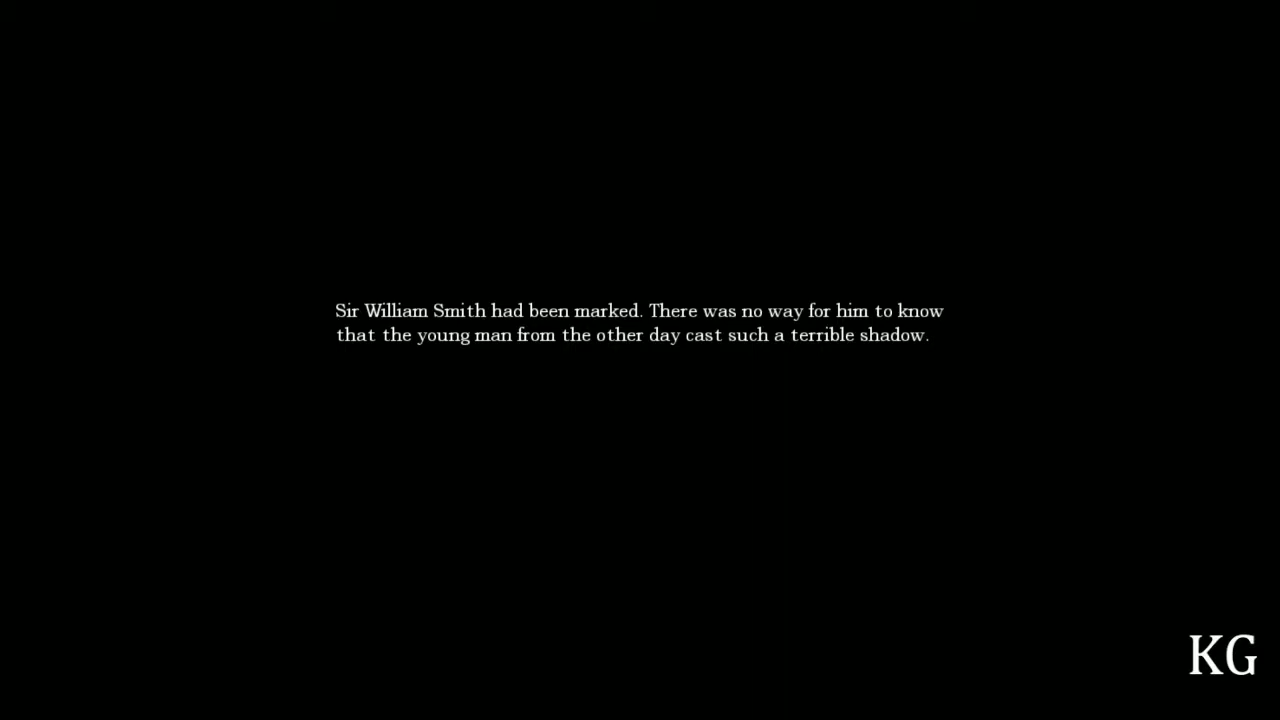 Sir William Smith had been marked. There was no way for him to know
that the young man from the other day cast such a terrible shadow.
KG